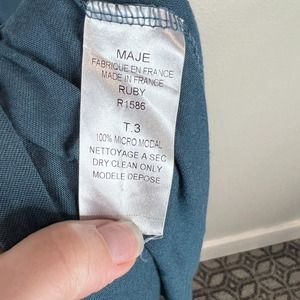 MAJE
FABRIQUE EN FRANCE
MADE IN FRANCE
RUBY
R1586
T.3
100% MICRO MODAL
NETTOYAGE A SEC
DRY CLEAN ONLY
MODELE DEPOSE